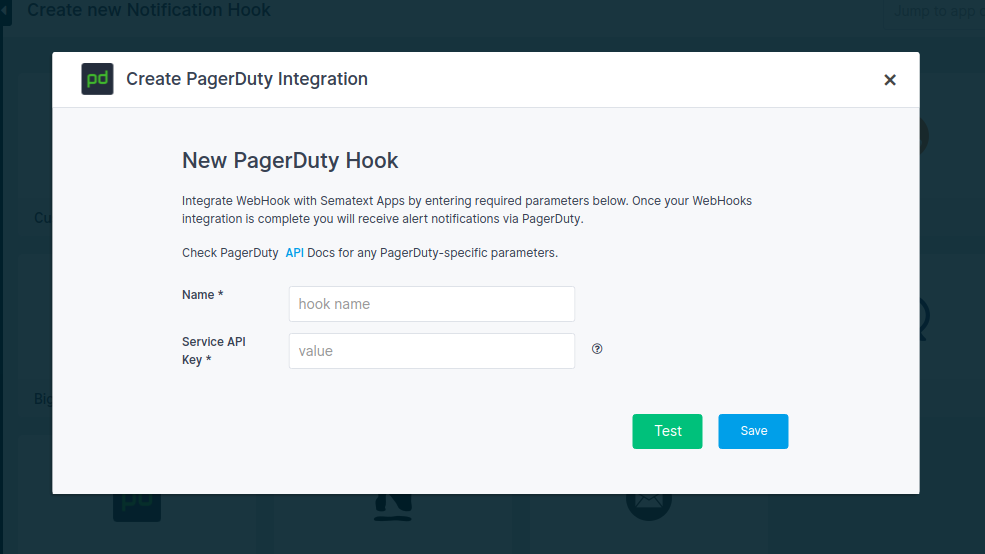 Create new Notification Hook
Jump to app
pd
Create PagerDuty Integration
×
New PagerDuty Hook
Integrate WebHook with Sematext Apps by entering required parameters below. Once your WebHooks
integration is complete you will receive alert notifications via PagerDuty.
Check PagerDuty API Docs for any PagerDuty-specific parameters.
Name *
hook name
Service API
Key *
value
?
Test
Save
pd